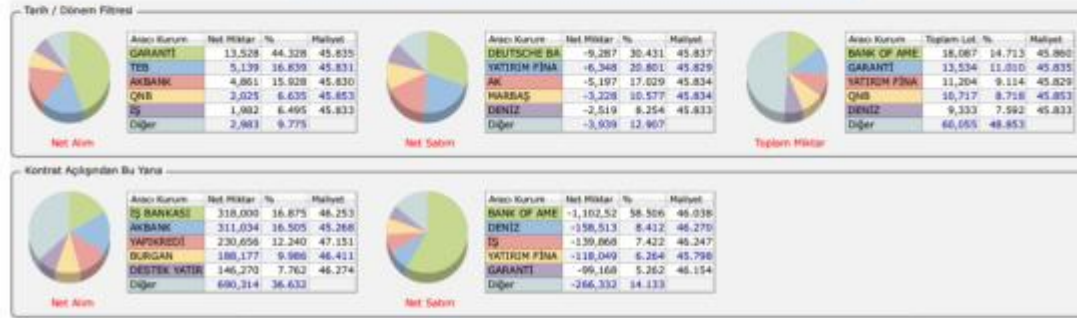 Tarih / Dönem Filtresi
Aracı Kurum Net Miktar % Maliyet
GARANTİ 13,528 44.328 45.835
TEB 5,139 16.839 45.831
AKBANK 4,861 15.928 45.830
QNB 2,025 6.635 45.853
İŞ 1,982 6.495 45.833
Diğer 2,983 9.775
Net Alım
Aracı Kurum Net Miktar % Maliyet
DEUTSCHE BA -9,287 30.431 45.837
YATIRIM FİNA -6,348 20.801 45.829
AK -5,197 17.029 45.834
MARBAŞ -3,228 10.577 45.834
DENİZ -2,519 8.254 45.833
Diğer -3,939 12.907
Net Satım
Aracı Kurum Toplam Lot %  Maliyet
BANK OF AME 18,087 14.713 45.860
GARANTİ 13,534 11.010 45.835
YATIRIM FİNA 11,204 9.114 45.829
QNB 10,717 8.718 45.853
DENİZ 9,333 7.592 45.833
Diğer 60,055 48.853
Toplam Miktar
Kontrat Açılışından Bu Yana
Aracı Kurum Net Miktar % Maliyet
İŞ BANKASI 318,000 16.875 46.253
AKBANK 311,034 16.505 45.268
YAPIKREDİ 230,656 12.240 47.151
BURGAN 188,177 9.986 46.411
DESTEK YATIR 146,270 7.762 46.274
Diğer 690,314 36.632
Net Alım
Aracı Kurum Net Miktar % Maliyet
BANK OF AME -1,102,52 58.506 46.038
DENİZ -158,513 8.412 46.270
İŞ -139,868 7.422 46.247
YATIRIM FİNA -118,049 6.264 45.798
GARANTİ -99,168 5.262 46.154
Diğer -266,332 14.133
Net Satım